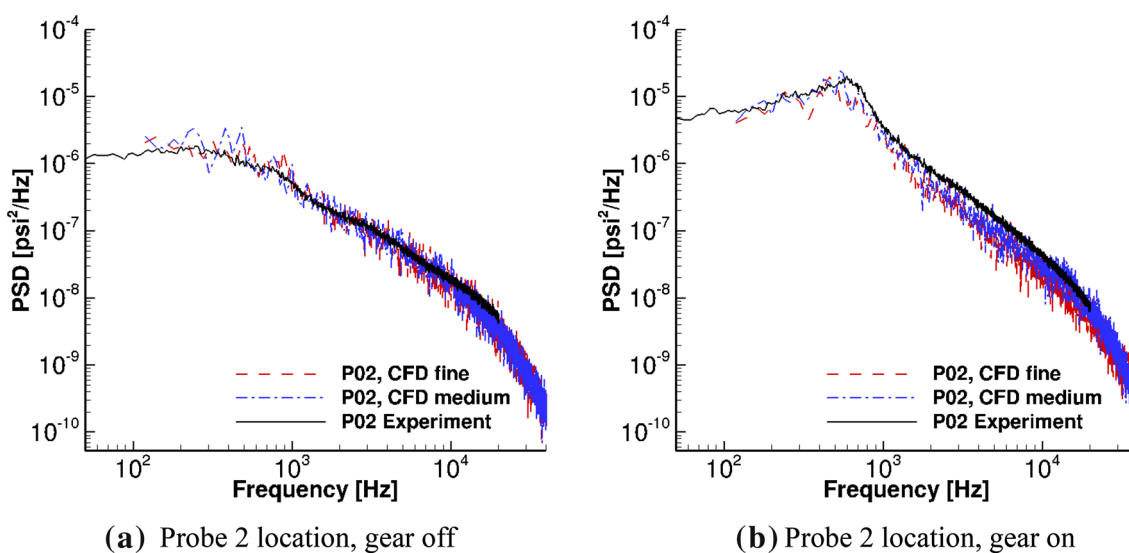 10^-4
10^-5
10^-6
10^-7
10^-8
10^-9
10^-10
PSD [psi^2/Hz]
P02, CFD fine
P02, CFD medium
P02 Experiment
10^2
10^3
10^4
Frequency [Hz]
(a) Probe 2 location, gear off
10^-4
10^-5
10^-6
10^-7
10^-8
10^-9
10^-10
PSD [psi^2/Hz]
P02, CFD fine
P02, CFD medium
P02 Experiment
10^2
10^3
10^4
Frequency [Hz]
(b) Probe 2 location, gear on